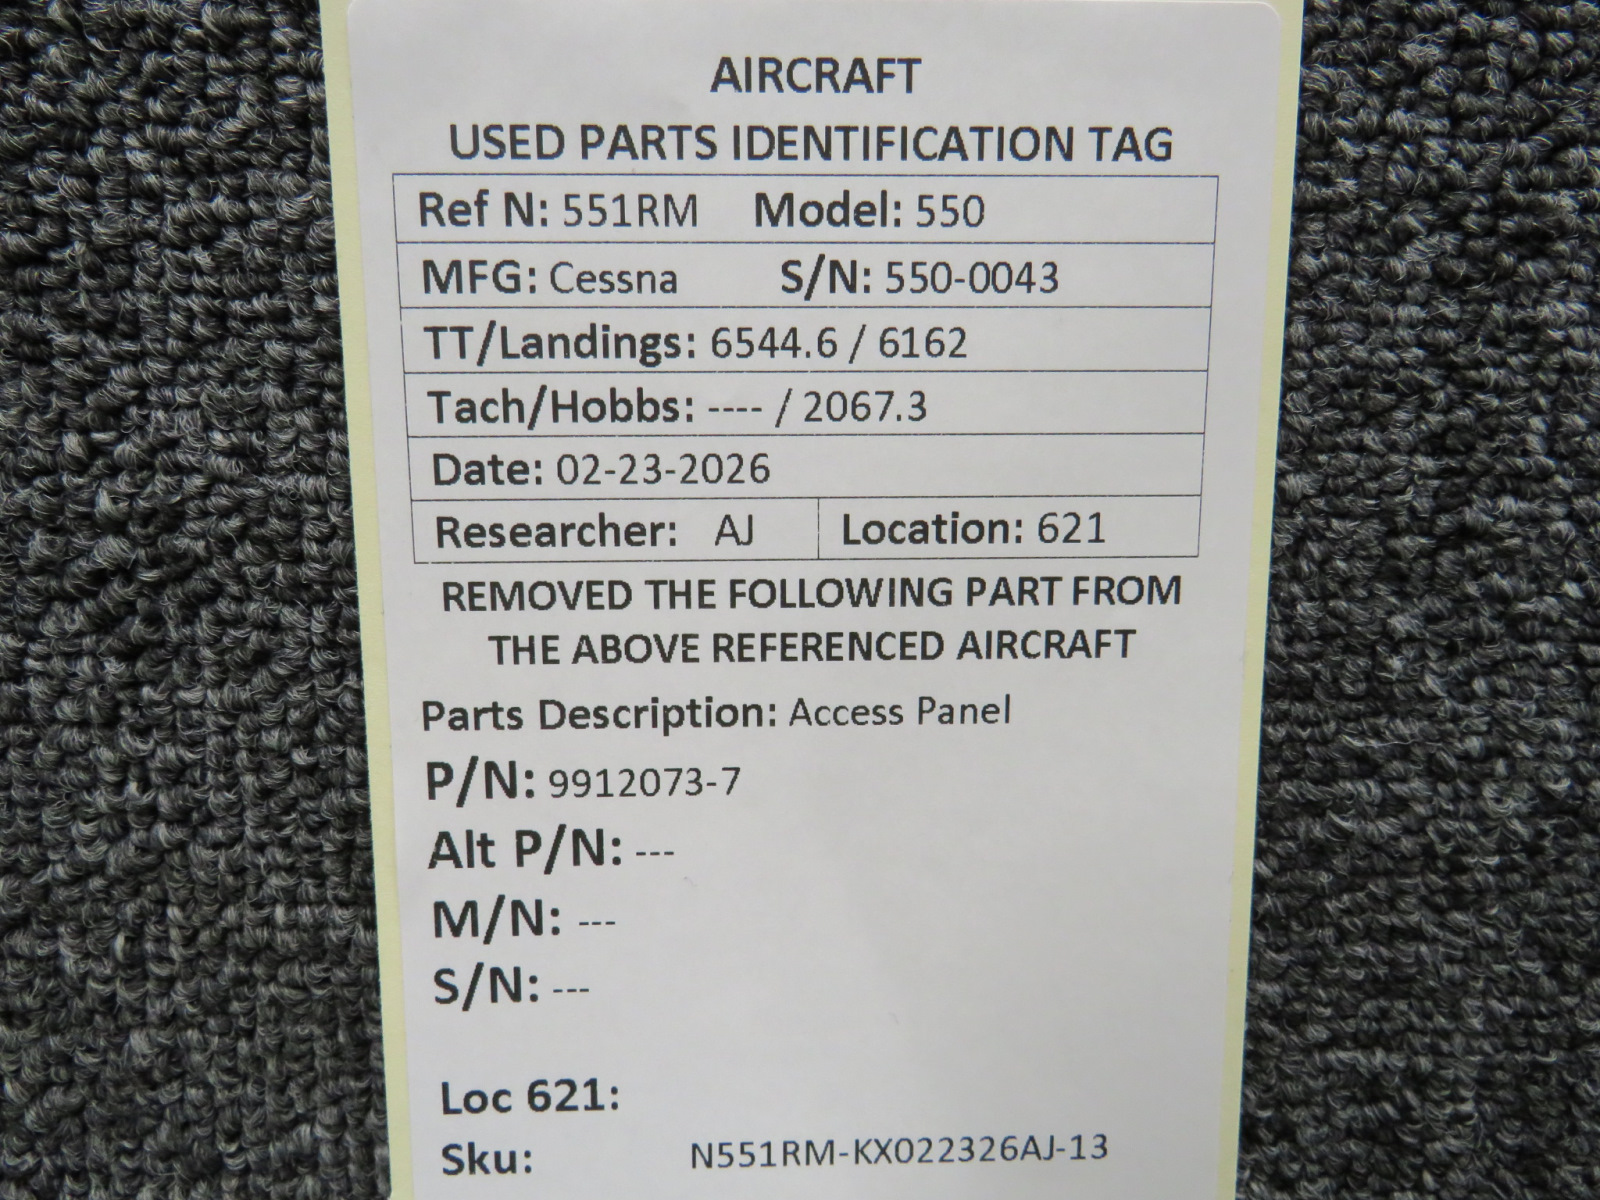 AIRCRAFT
USED PARTS IDENTIFICATION TAG
Ref N: 551RM Model: 550
MFG: Cessna S/N: 550-0043
TT/Landings: 6544.6 / 6162
Tach/Hobbs: ---- / 2067.3
Date: 02-23-2026
Researcher: AJ Location: 621
REMOVED THE FOLLOWING PART FROM
THE ABOVE REFERENCED AIRCRAFT
Parts Description: Access Panel
P/N: 9912073-7
Alt P/N: ---
M/N: ---
S/N: ---
Loc 621:
Sku: N551RM-KX022326AJ-13